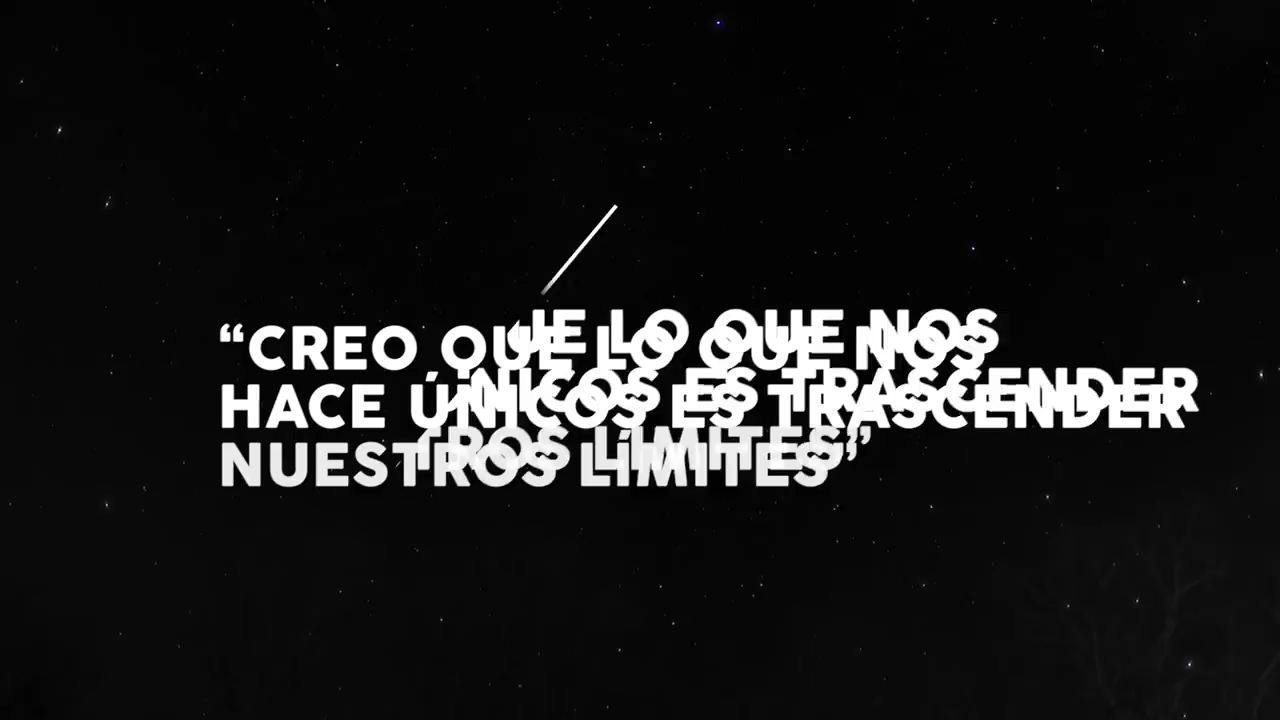 “CREO QUE LO QUE NOS
HACE ÚNICOS ES TRASCENDER
NUESTROS LÍMITES”